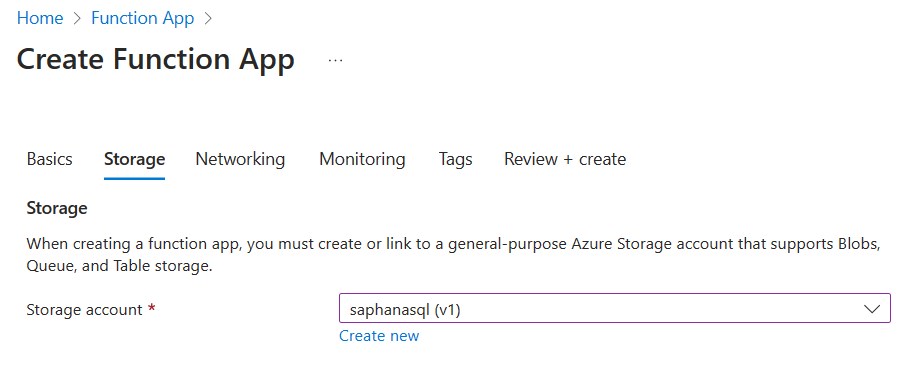 Home > Function App >
Create Function App ...
Basics Storage Networking Monitoring Tags Review + create
Storage
When creating a function app, you must create or link to a general-purpose Azure Storage account that supports Blobs,
Queue, and Table storage.
Storage account * saphanasql (v1)
Create new